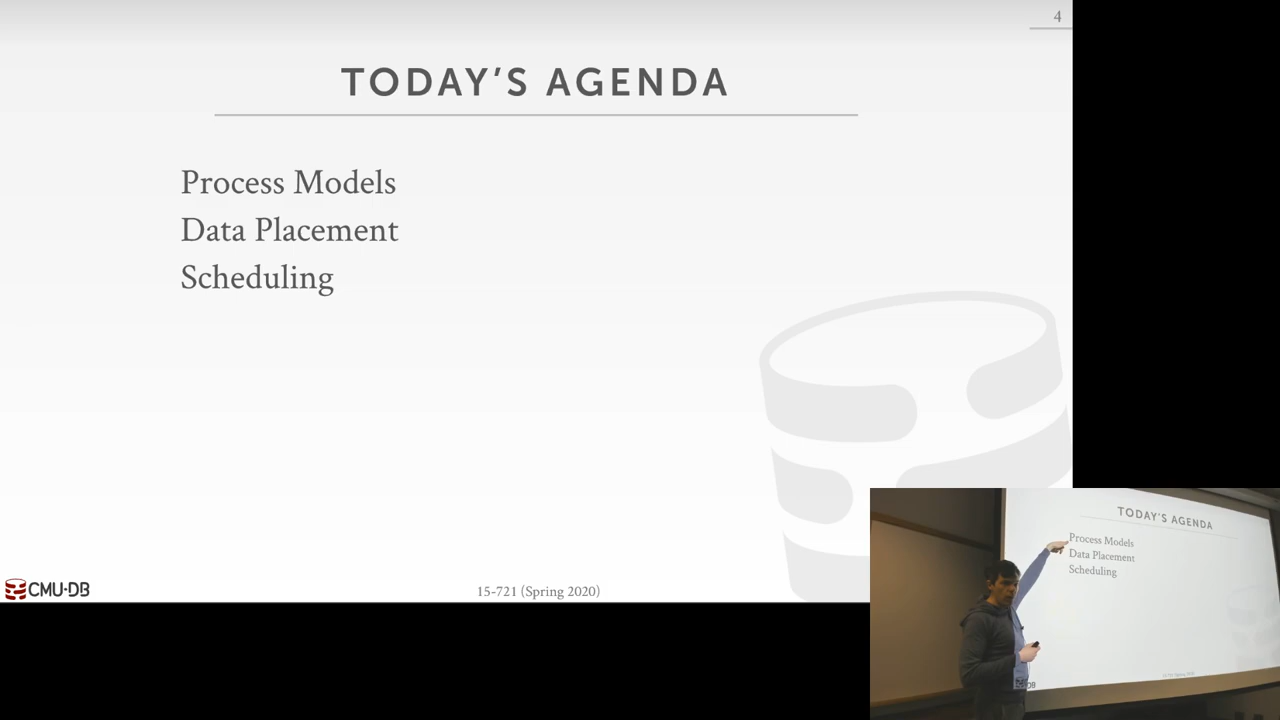 4
TODAY'S AGENDA
Process Models
Data Placement
Scheduling
CMU·DB
15-721 (Spring 2020)
TODAY'S AGENDA
Process Models
Data Placement
Scheduling